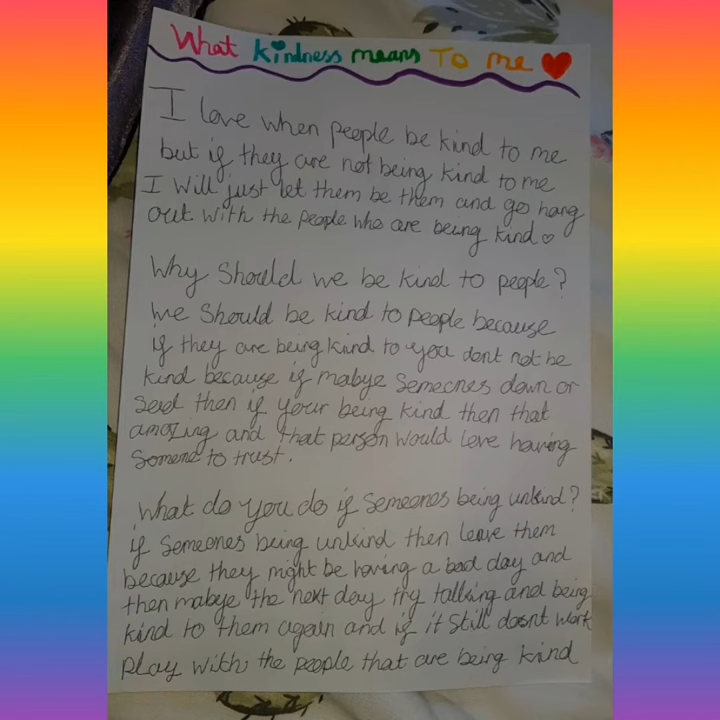 What kindness means To me
I love when people be kind to me
but if they are not being kind to me
I Will just let them be them and go hang
out with the people who are being kind
Why Should we be kind to people?
we Should be kind to people because
if they are being kind to you dont not be
kind because if mabye Someones down or
sead then if your being kind then that
amazing and that person would love having
Somene to trust.
What do you do if Someones being unkind?
if Someones being unkind then leave them
because they might be having a bad day and
then mabye the next day try talking and being
kind to them again and if it Still dosnt work
Play with the people that are being kind